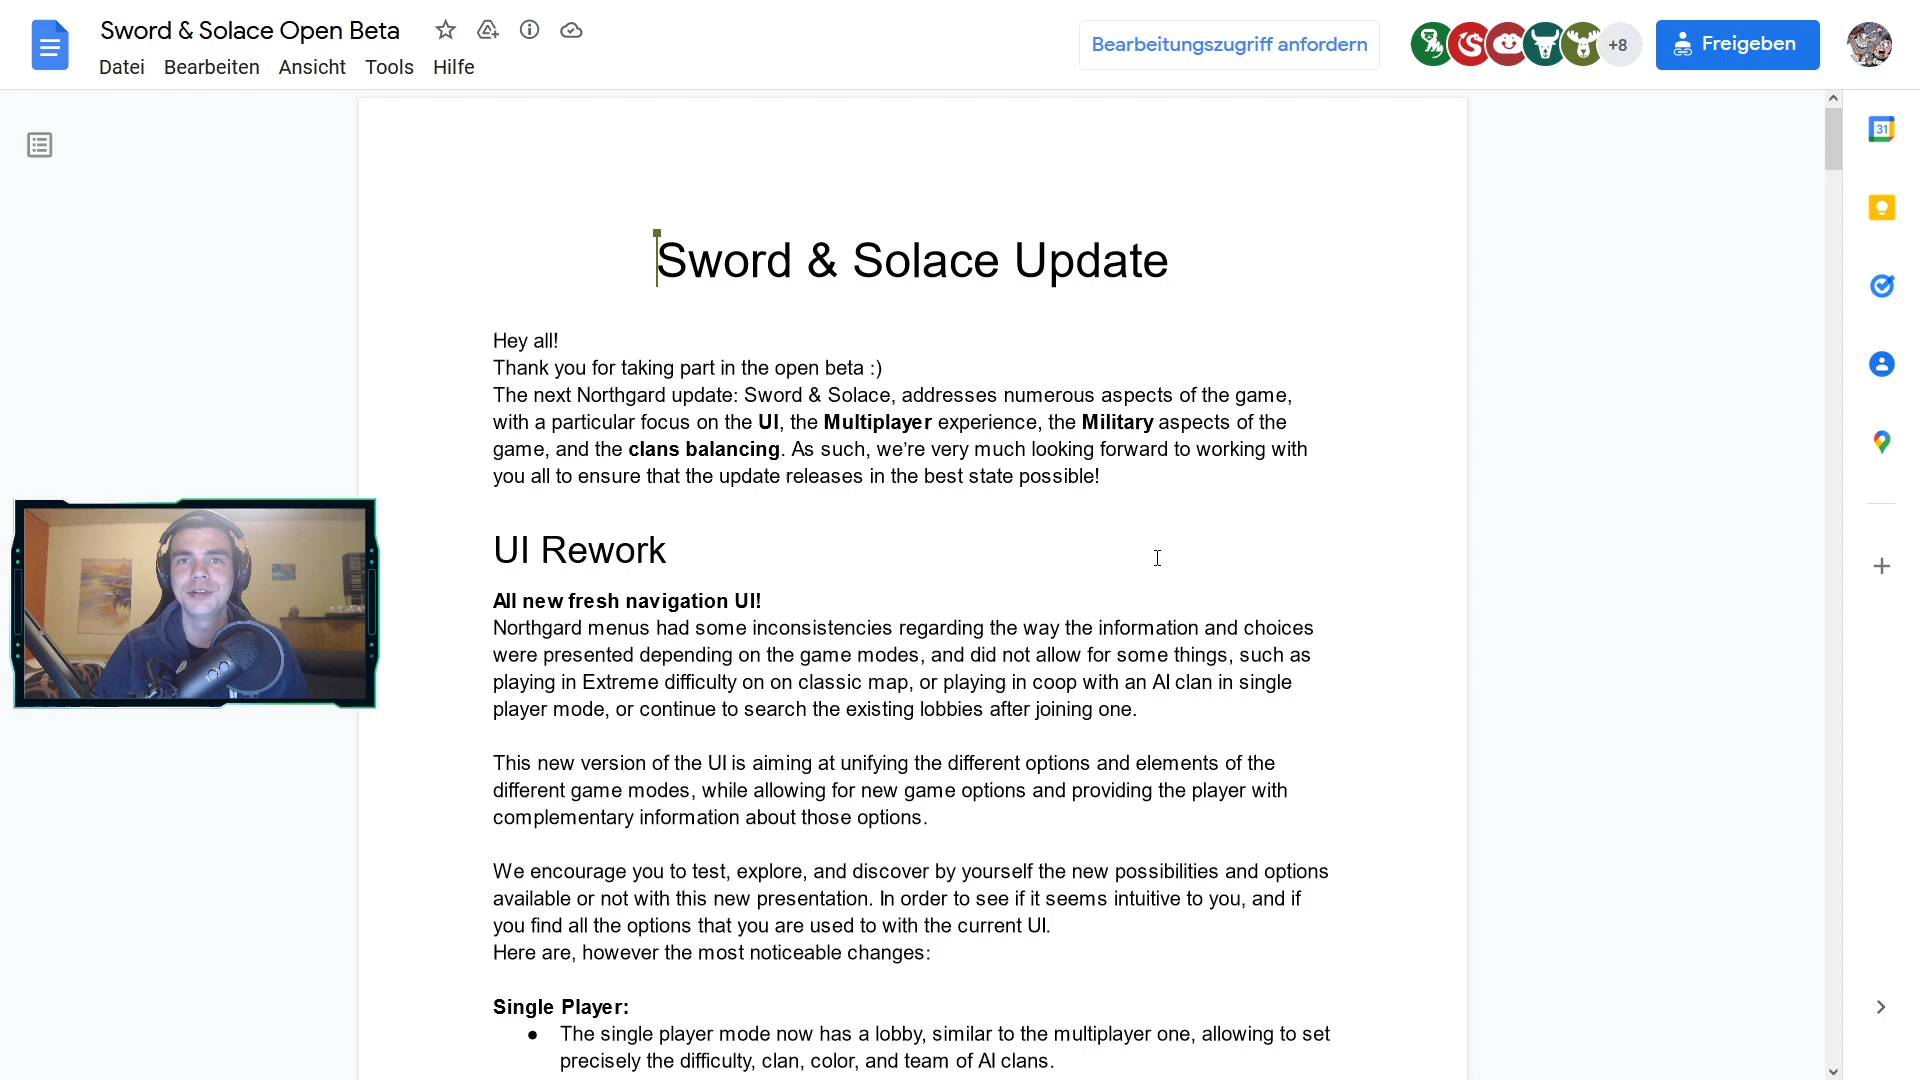 Sword & Solace Open Beta
Datei Bearbeiten Ansicht Tools Hilfe
Bearbeitungszugriff anfordern
+8
Freigeben
31
Sword & Solace Update
Hey all!
Thank you for taking part in the open beta :)
The next Northgard update: Sword & Solace, addresses numerous aspects of the game,
with a particular focus on the UI, the Multiplayer experience, the Military aspects of the
game, and the clans balancing. As such, we're very much looking forward to working with
you all to ensure that the update releases in the best state possible!
UI Rework
All new fresh navigation UI!
Northgard menus had some inconsistencies regarding the way the information and choices
were presented depending on the game modes, and did not allow for some things, such as
playing in Extreme difficulty on on classic map, or playing in coop with an AI clan in single
player mode, or continue to search the existing lobbies after joining one.
This new version of the UI is aiming at unifying the different options and elements of the
different game modes, while allowing for new game options and providing the player with
complementary information about those options.
We encourage you to test, explore, and discover by yourself the new possibilities and options
available or not with this new presentation. In order to see if it seems intuitive to you, and if
you find all the options that you are used to with the current UI.
Here are, however the most noticeable changes:
Single Player:
● The single player mode now has a lobby, similar to the multiplayer one, allowing to set
precisely the difficulty, clan, color, and team of AI clans.